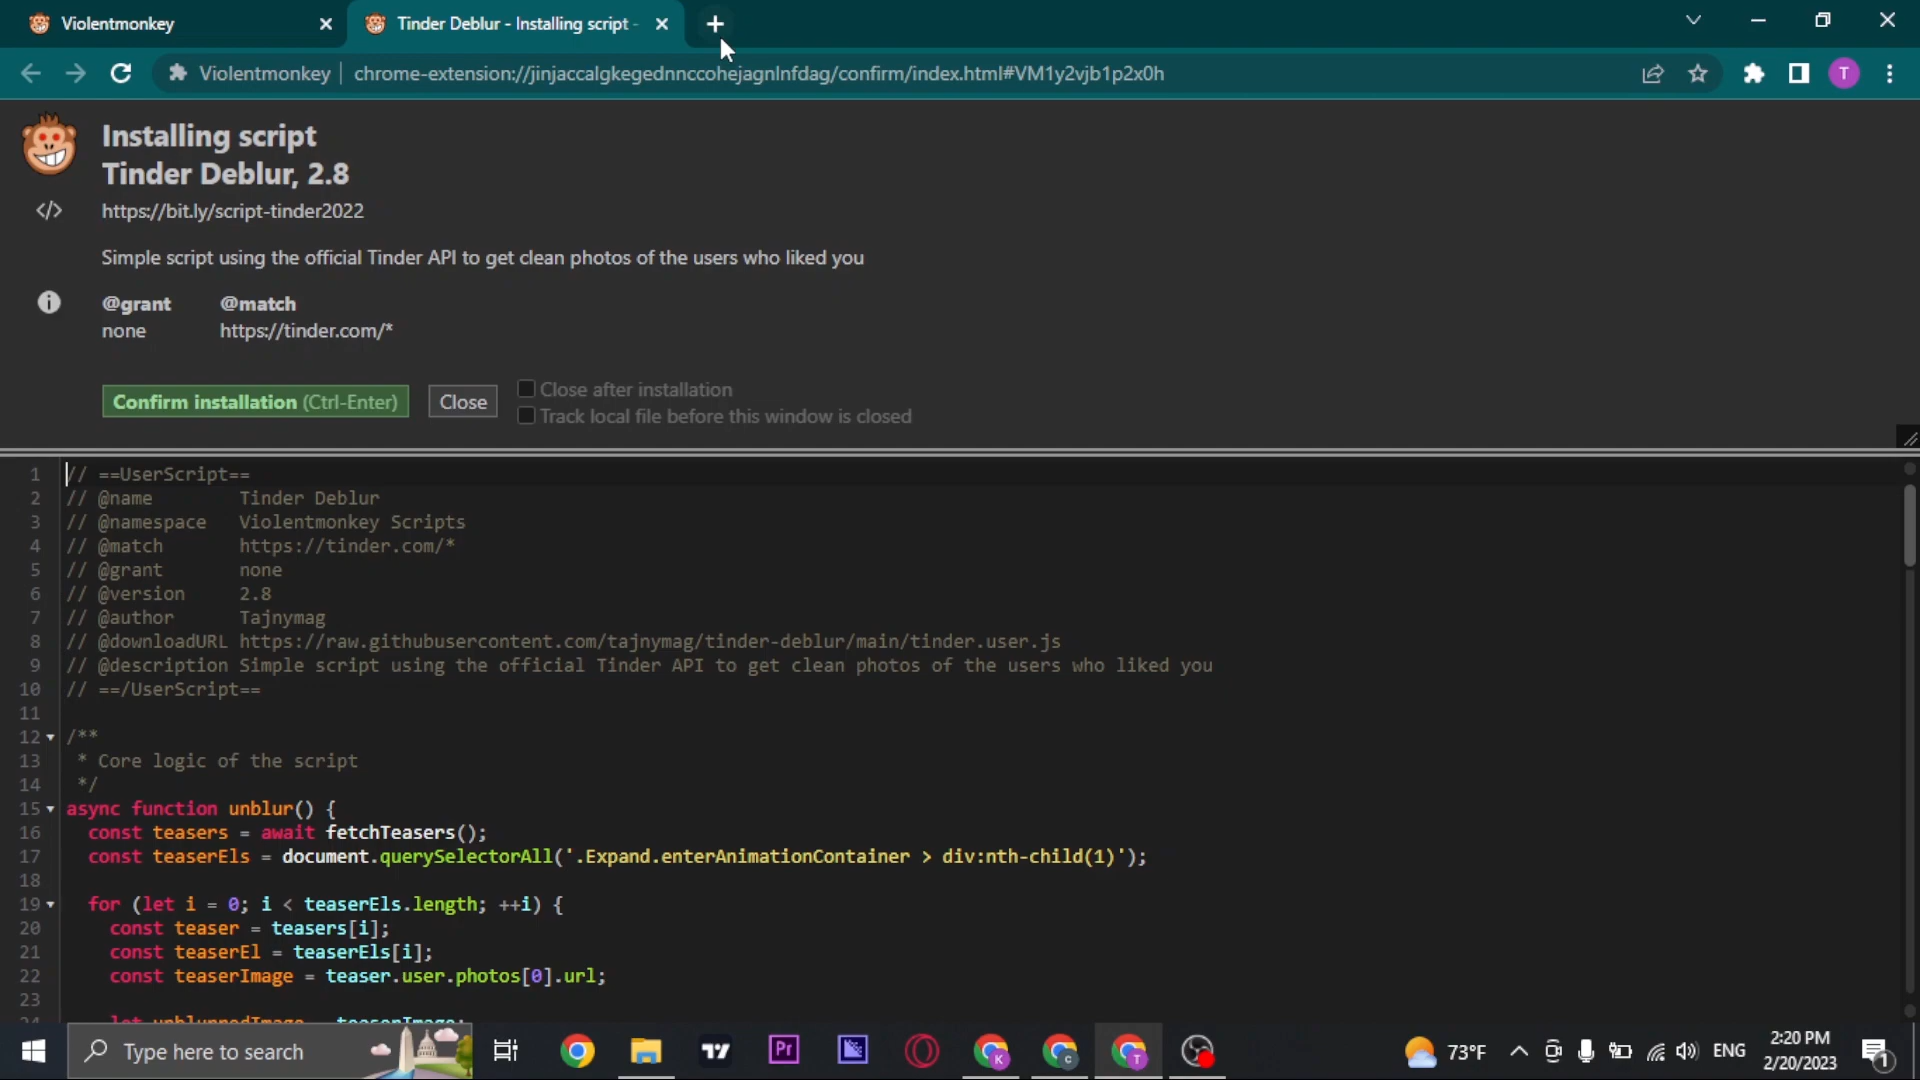 Violentmonkey
Tinder Deblur - Installing script -
Violentmonkey
chrome-extension://jinjaccalgkegednnccohejagnlnfdag/confirm/index.html#VM1y2vjb1p2x0h
T
Installing script
Tinder Deblur, 2.8
</> https://bit.ly/script-tinder2022
Simple script using the official Tinder API to get clean photos of the users who liked you
@grant @match
none https://tinder.com/*
Confirm installation (Ctrl-Enter)
Close
Close after installation
Track local file before this window is closed
1 // ==UserScript==
2 // @name Tinder Deblur
3 // @namespace Violentmonkey Scripts
4 // @match https://tinder.com/*
5 // @grant none
6 // @version 2.8
7 // @author Tajnymag
8 // @downloadURL https://raw.githubusercontent.com/tajnymag/tinder-deblur/main/tinder.user.js
9 // @description Simple script using the official Tinder API to get clean photos of the users who liked you
10 // ==/UserScript==
11
12 /**
13 * Core logic of the script
14 */
15 async function unblur() {
16 const teasers = await fetchTeasers();
17 const teaserEls = document.querySelectorAll('.Expand.enterAnimationContainer > div:nth-child(1)');
18
19 for (let i = 0; i < teaserEls.length; ++i) {
20 const teaser = teasers[i];
21 const teaserEl = teaserEls[i];
22 const teaserImage = teaser.user.photos[0].url;
23
Type here to search
Pr
K
C
T
73°F
ENG
2:20 PM
2/20/2023
1